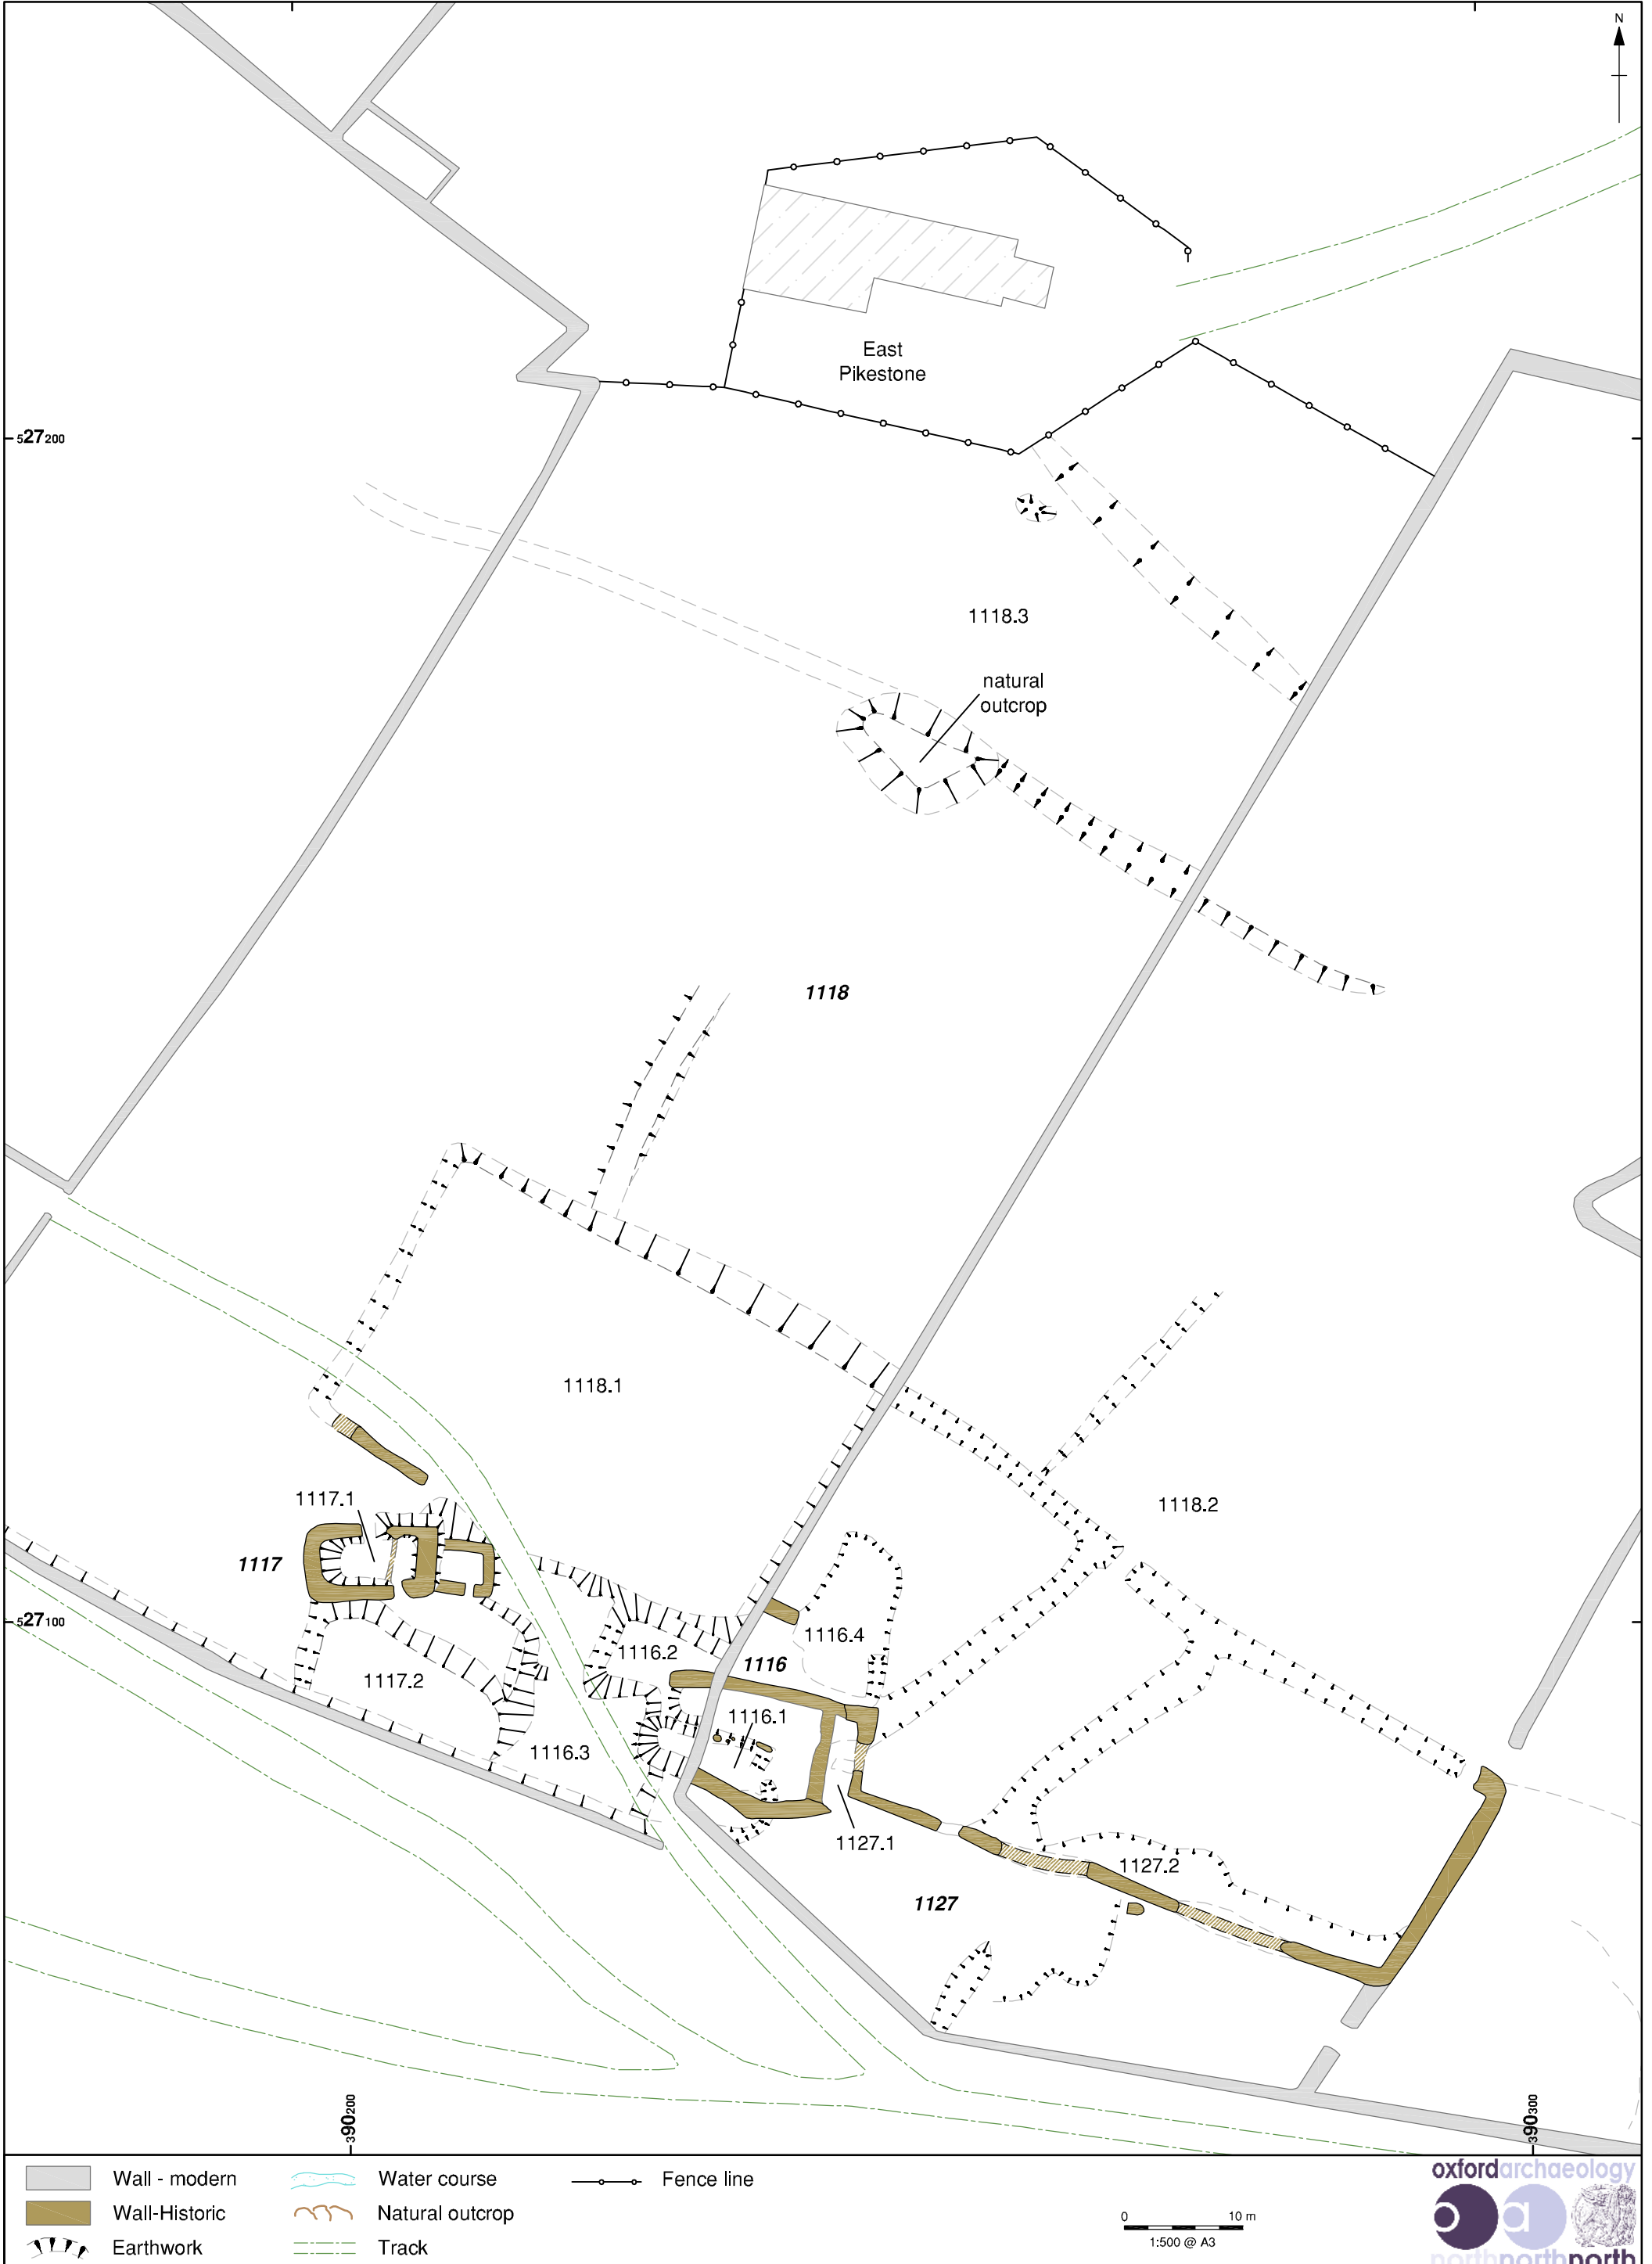 N
East
Pikestone
527200
1118.3
natural
outcrop
1118
1118.1
1117.1
1118.2
1117
527100
1116.4
1116.2
1116
1117.2
1116.1
1116.3
1127.1
1127.2
1127
390200
390300
Wall - modern
Water course
Fence line
Wall-Historic
Natural outcrop
Earthwork
Track
0 10 m
1:500 @ A3
oxfordarchaeology
oa
northnorthnorth